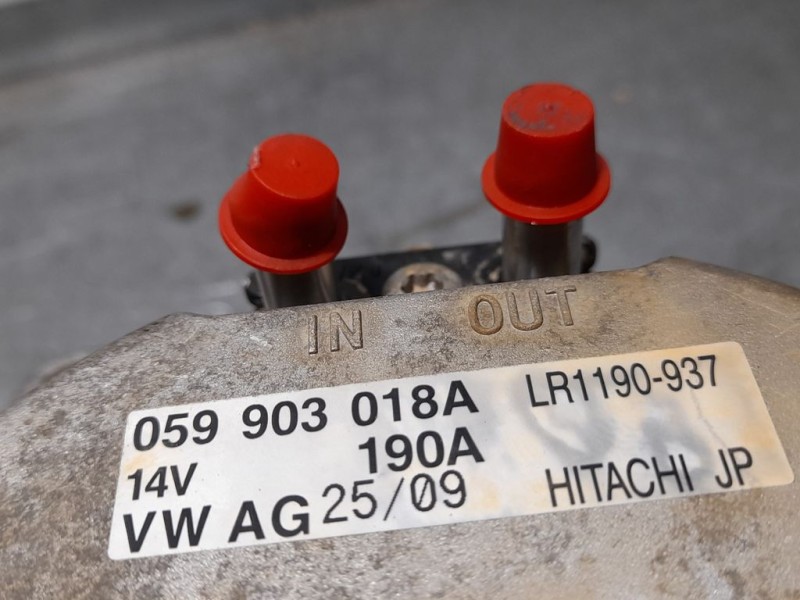 IN OUT
059 903 018A LR1190-937
14V 190A
VW AG 25/09 HITACHI JP